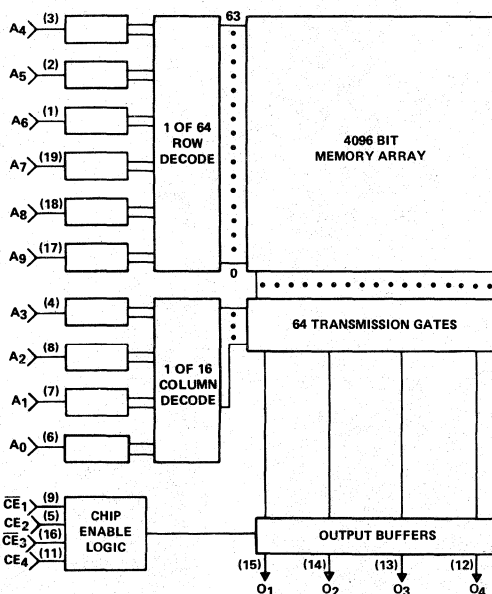 A4 (3)
A5 (2)
A6 (1)
A7 (19)
A8 (18)
A9 (17)
1 OF 64
ROW
DECODE
63
0
4096 BIT
MEMORY ARRAY
A3 (4)
A2 (8)
A1 (7)
A0 (6)
1 OF 16
COLUMN
DECODE
64 TRANSMISSION GATES
C̅E̅1 (9)
CE2 (5)
C̅E̅3 (16)
CE4 (11)
CHIP
ENABLE
LOGIC
OUTPUT BUFFERS
(15) (14) (13) (12)
O1 O2 O3 O4